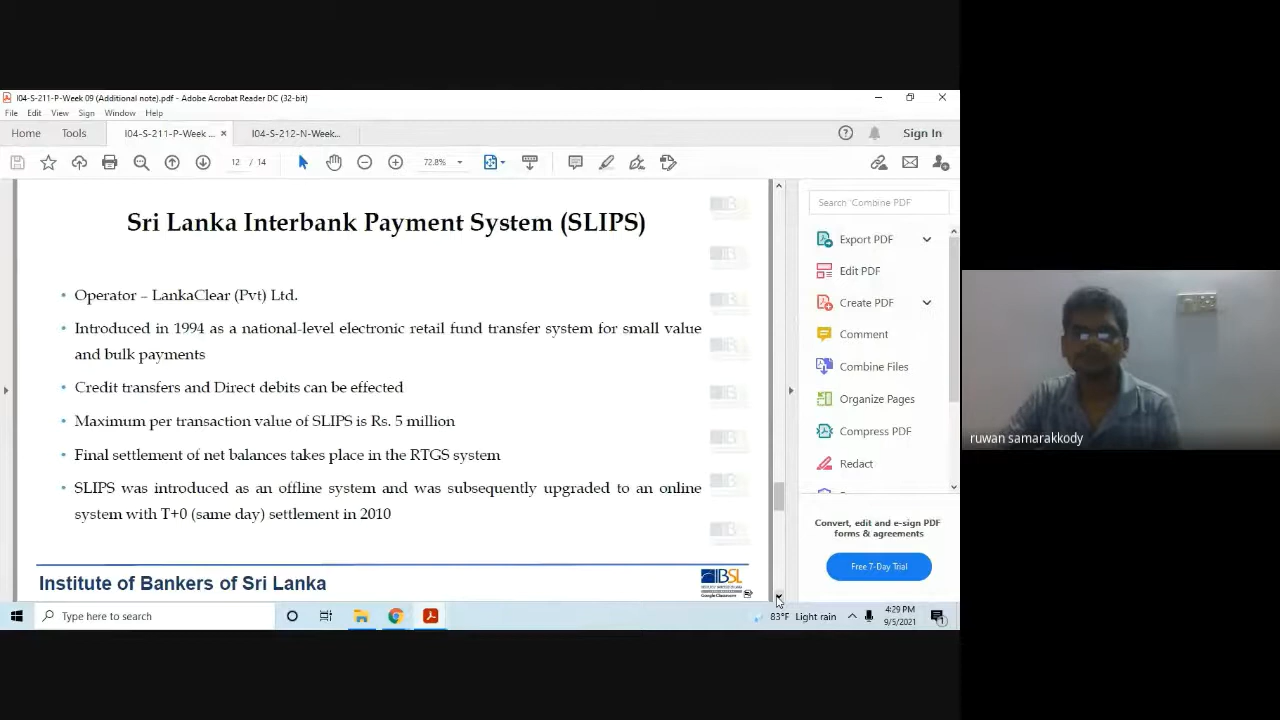 I04-S-211-P-Week 09 (Additional note).pdf - Adobe Acrobat Reader DC (32-bit)
File Edit View Sign Window Help
Home Tools I04-S-211-P-Week ... × I04-S-212-N-Week... Sign In
12 / 14 72.8%
Search 'Combine PDF'
Sri Lanka Interbank Payment System (SLIPS)
• Operator – LankaClear (Pvt) Ltd.
• Introduced in 1994 as a national-level electronic retail fund transfer system for small value
and bulk payments
• Credit transfers and Direct debits can be effected
• Maximum per transaction value of SLIPS is Rs. 5 million
• Final settlement of net balances takes place in the RTGS system
• SLIPS was introduced as an offline system and was subsequently upgraded to an online
system with T+0 (same day) settlement in 2010
Institute of Bankers of Sri Lanka
IBSL
Export PDF
Edit PDF
Create PDF
Comment
Combine Files
Organize Pages
Compress PDF
Redact
Convert, edit and e-sign PDF
forms & agreements
Free 7-Day Trial
ruwan samarakkody
Type here to search
83°F Light rain
4:29 PM
9/5/2021